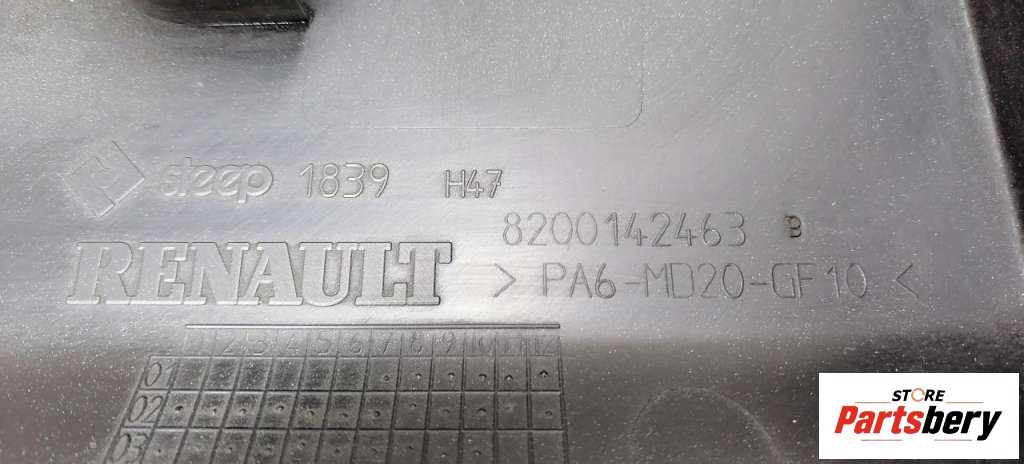 steep 1839 H47
8200142463 B
RENAULT
> PA6-MD20-GF10 <
1 2 3 4 5 6 7 8 9 10 11 12
01
02
03
STORE
Partsbery